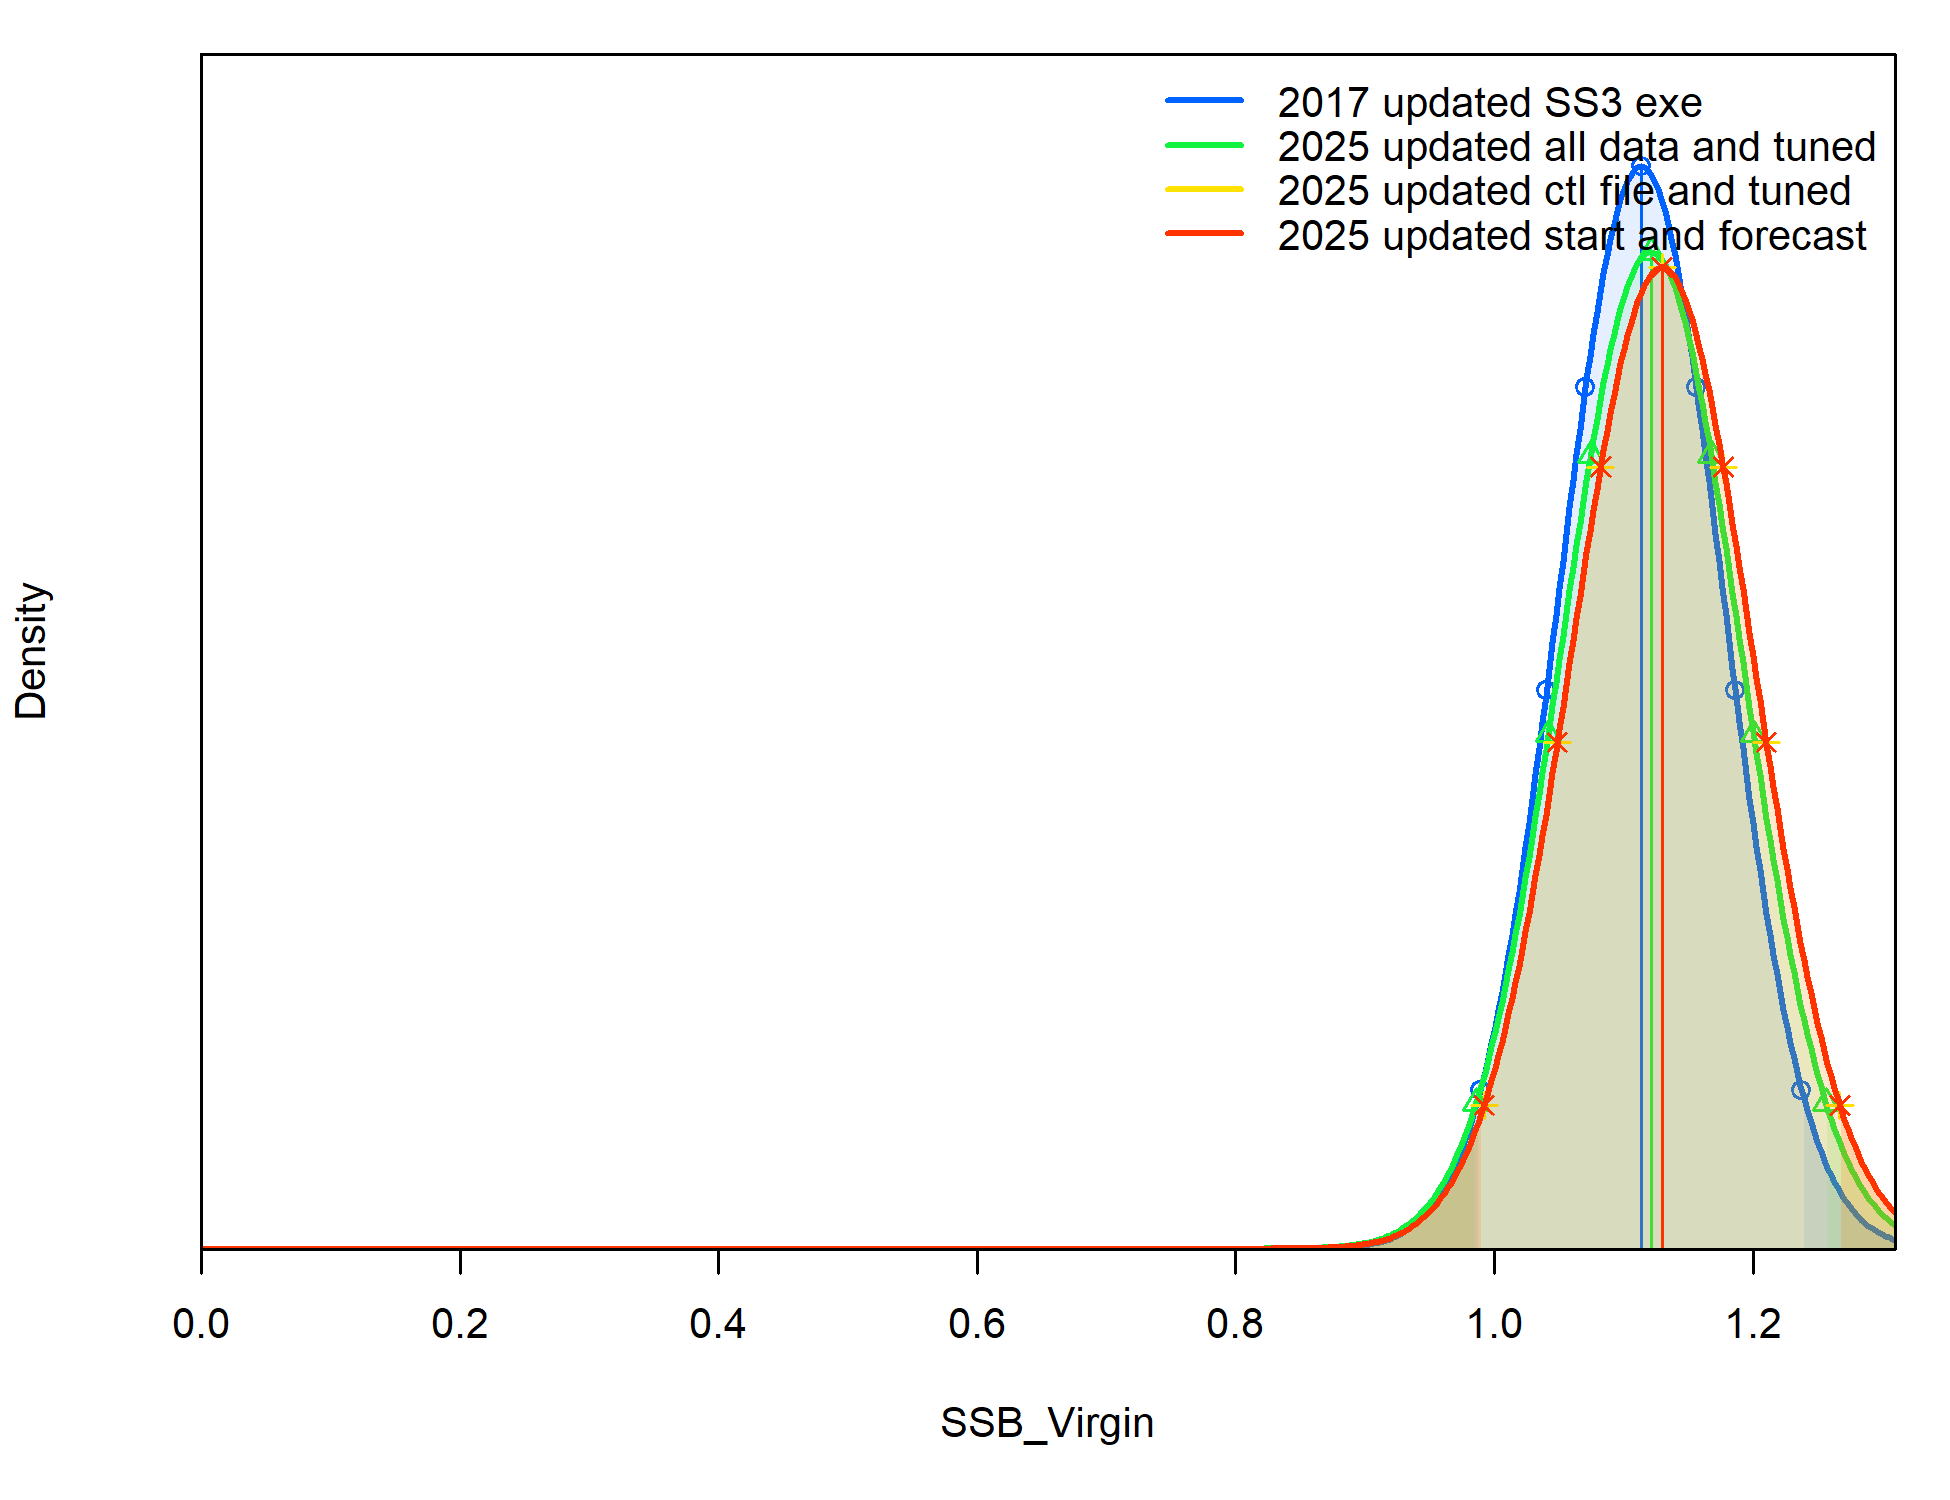 2017 updated SS3 exe
2025 updated all data and tuned
2025 updated ctl file and tuned
2025 updated start and forecast
Density
0.0 0.2 0.4 0.6 0.8 1.0 1.2
SSB_Virgin